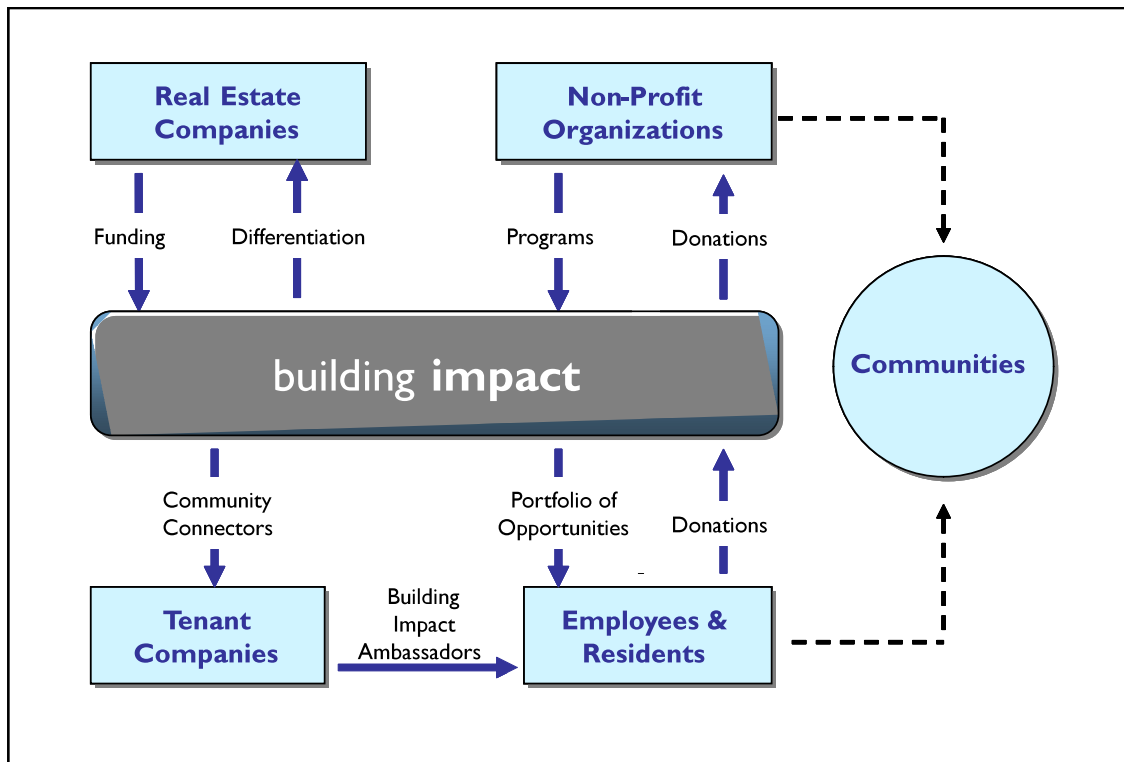 Real Estate
Companies
Non-Profit
Organizations
Funding
Differentiation
Programs
Donations
building impact
Communities
Community
Connectors
Portfolio of
Opportunities
Donations
Building
Impact
Ambassadors
Tenant
Companies
Employees &
Residents